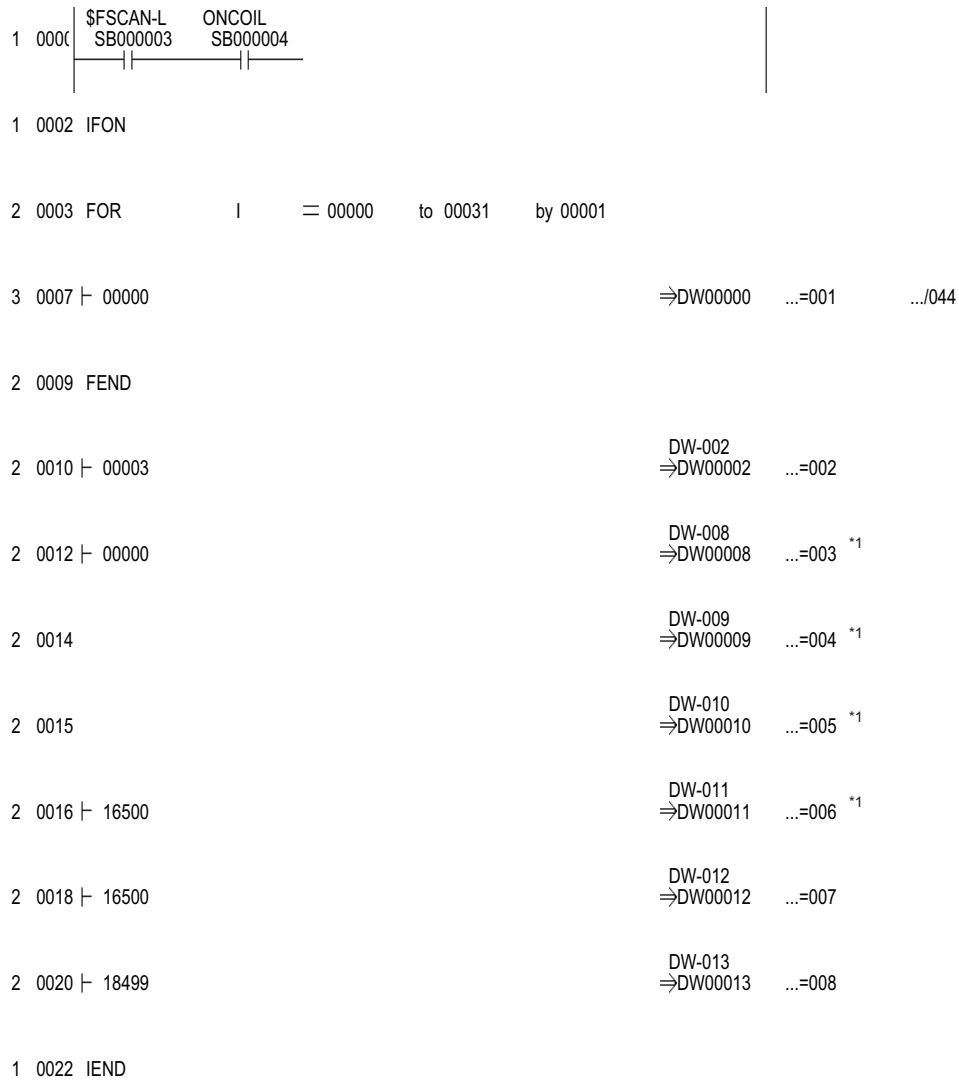 $FSCAN-L ONCOIL
1 000( SB000003 SB000004
1 0002 IFON
2 0003 FOR I = 00000 to 00031 by 00001
3 0007 ⊢ 00000 ⇒DW00000 ...=001 .../044
2 0009 FEND
DW-002
2 0010 ⊢ 00003 ⇒DW00002 ...=002
DW-008
2 0012 ⊢ 00000 ⇒DW00008 ...=003 *1
DW-009
2 0014 ⇒DW00009 ...=004 *1
DW-010
2 0015 ⇒DW00010 ...=005 *1
DW-011
2 0016 ⊢ 16500 ⇒DW00011 ...=006 *1
DW-012
2 0018 ⊢ 16500 ⇒DW00012 ...=007
DW-013
2 0020 ⊢ 18499 ⇒DW00013 ...=008
1 0022 IEND